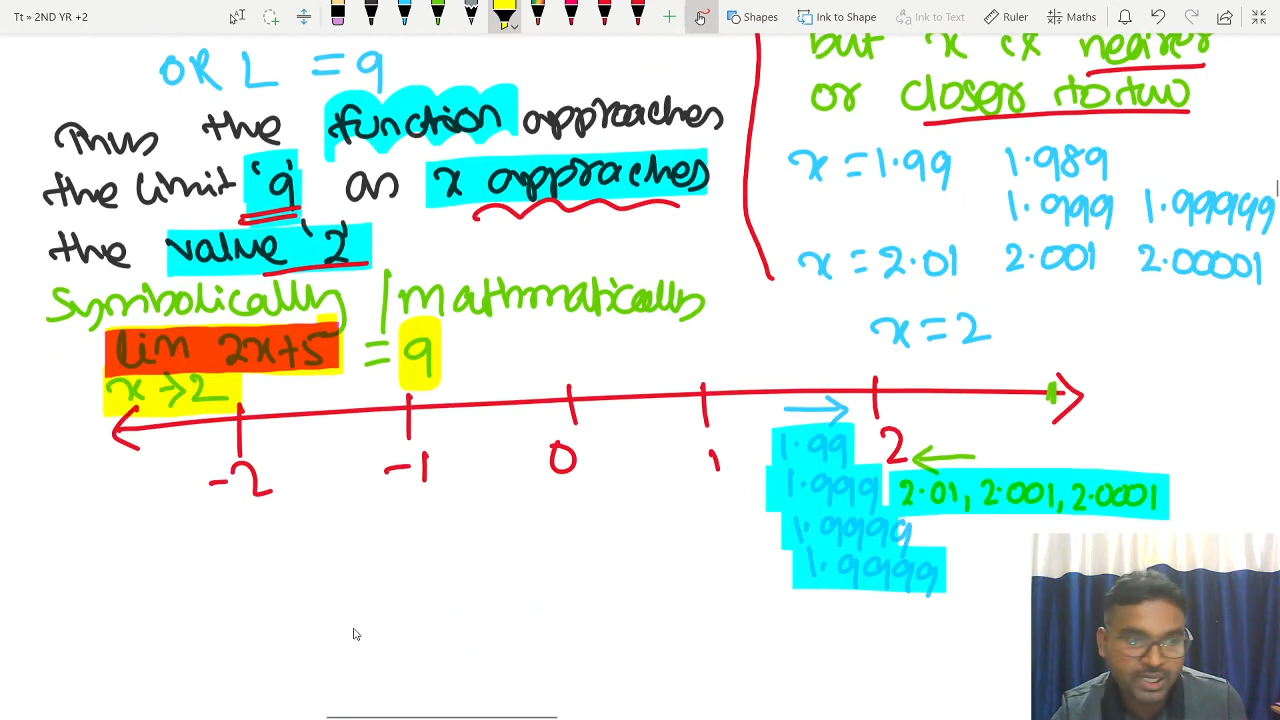 Tt » 2ND YR +2
Shapes Ink to Shape Ink to Text Ruler Maths
OR L = 9
Thus the function approaches
the limit '9' as x approaches
the value '2'
Symbolically / mathmatically
lim 2x+5 = 9
x → 2
but x is nearer
or closer to two
x = 1.99 1.989
1.999 1.99999
x = 2.01 2.001 2.00001
x = 2
-2 -1 0 1 2
1.99
1.999 2.01, 2.001, 2.0001
1.9999
1.9999